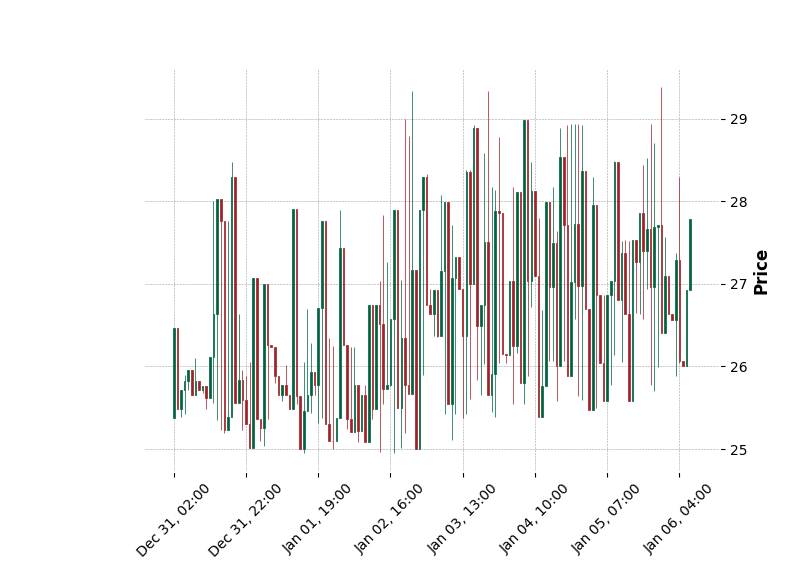 29
28
27
26
25
Price
Dec 31, 02:00
Dec 31, 22:00
Jan 01, 19:00
Jan 02, 16:00
Jan 03, 13:00
Jan 04, 10:00
Jan 05, 07:00
Jan 06, 04:00